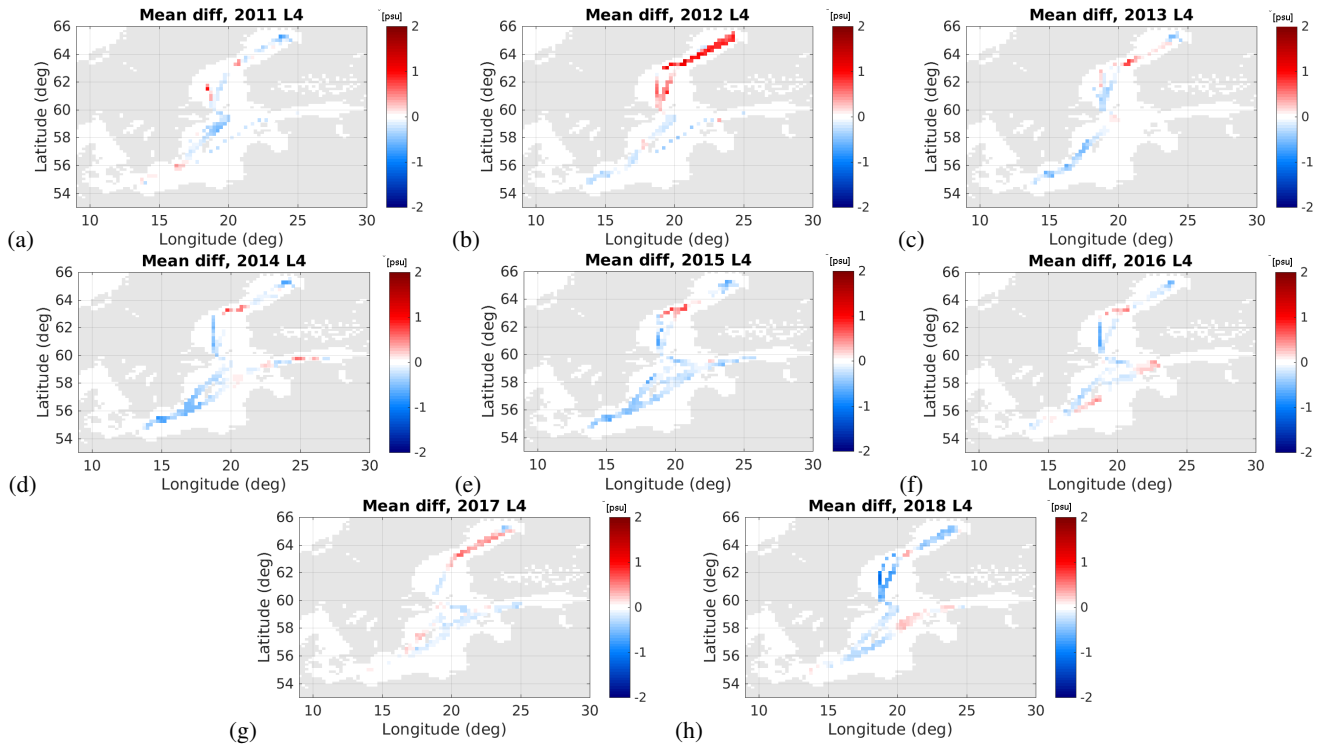 Mean diff, 2011 L4
[psu]
66
64
62
60
58
56
54
Latitude (deg)
10 15 20 25 30
Longitude (deg)
2
1
0
-1
-2
(a)
Mean diff, 2012 L4
[psu]
66
64
62
60
58
56
54
Latitude (deg)
10 15 20 25 30
Longitude (deg)
2
1
0
-1
-2
(b)
Mean diff, 2013 L4
[psu]
66
64
62
60
58
56
54
Latitude (deg)
10 15 20 25 30
Longitude (deg)
2
1
0
-1
-2
(c)
Mean diff, 2014 L4
[psu]
66
64
62
60
58
56
54
Latitude (deg)
10 15 20 25 30
Longitude (deg)
2
1
0
-1
-2
(d)
Mean diff, 2015 L4
[psu]
66
64
62
60
58
56
54
Latitude (deg)
10 15 20 25 30
Longitude (deg)
2
1
0
-1
-2
(e)
Mean diff, 2016 L4
[psu]
66
64
62
60
58
56
54
Latitude (deg)
10 15 20 25 30
Longitude (deg)
2
1
0
-1
-2
(f)
Mean diff, 2017 L4
[psu]
66
64
62
60
58
56
54
Latitude (deg)
10 15 20 25 30
Longitude (deg)
2
1
0
-1
-2
(g)
Mean diff, 2018 L4
[psu]
66
64
62
60
58
56
54
Latitude (deg)
10 15 20 25 30
Longitude (deg)
2
1
0
-1
-2
(h)